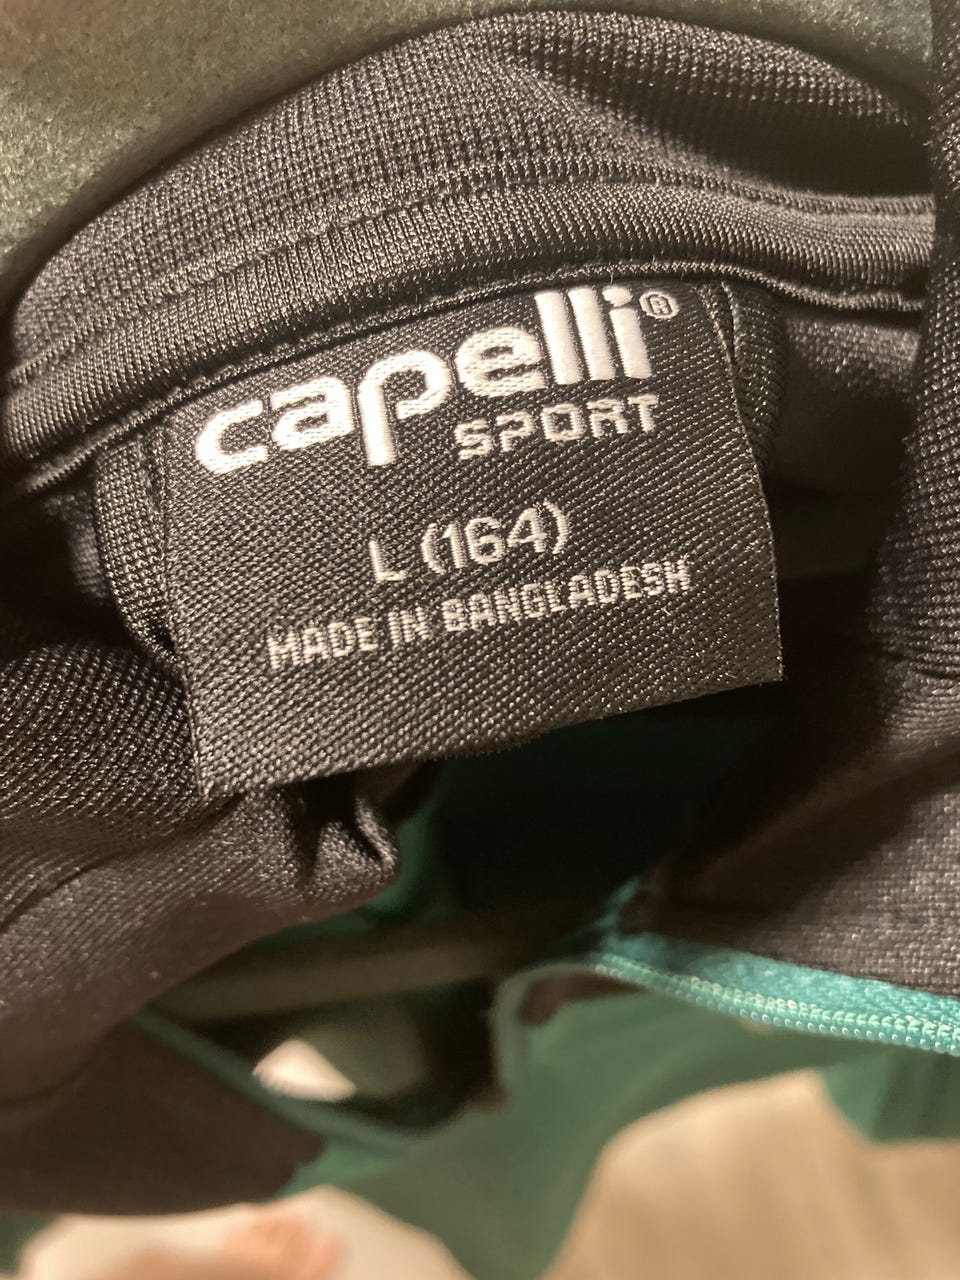 capelli®
SPORT
L (164)
MADE IN BANGLADESH